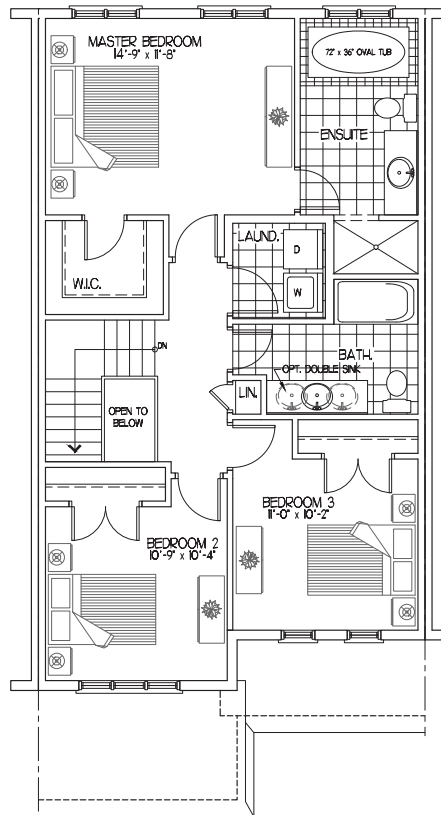 MASTER BEDROOM
14'-9" x 11'-8"
72" x 36" OVAL TUB
ENSUITE
LAUND.
D
W
W.I.C.
DN
BATH.
OPT. DOUBLE SINK
LIN.
OPEN TO
BELOW
BEDROOM 3
11'-0" x 10'-2"
BEDROOM 2
10'-9" x 10'-4"